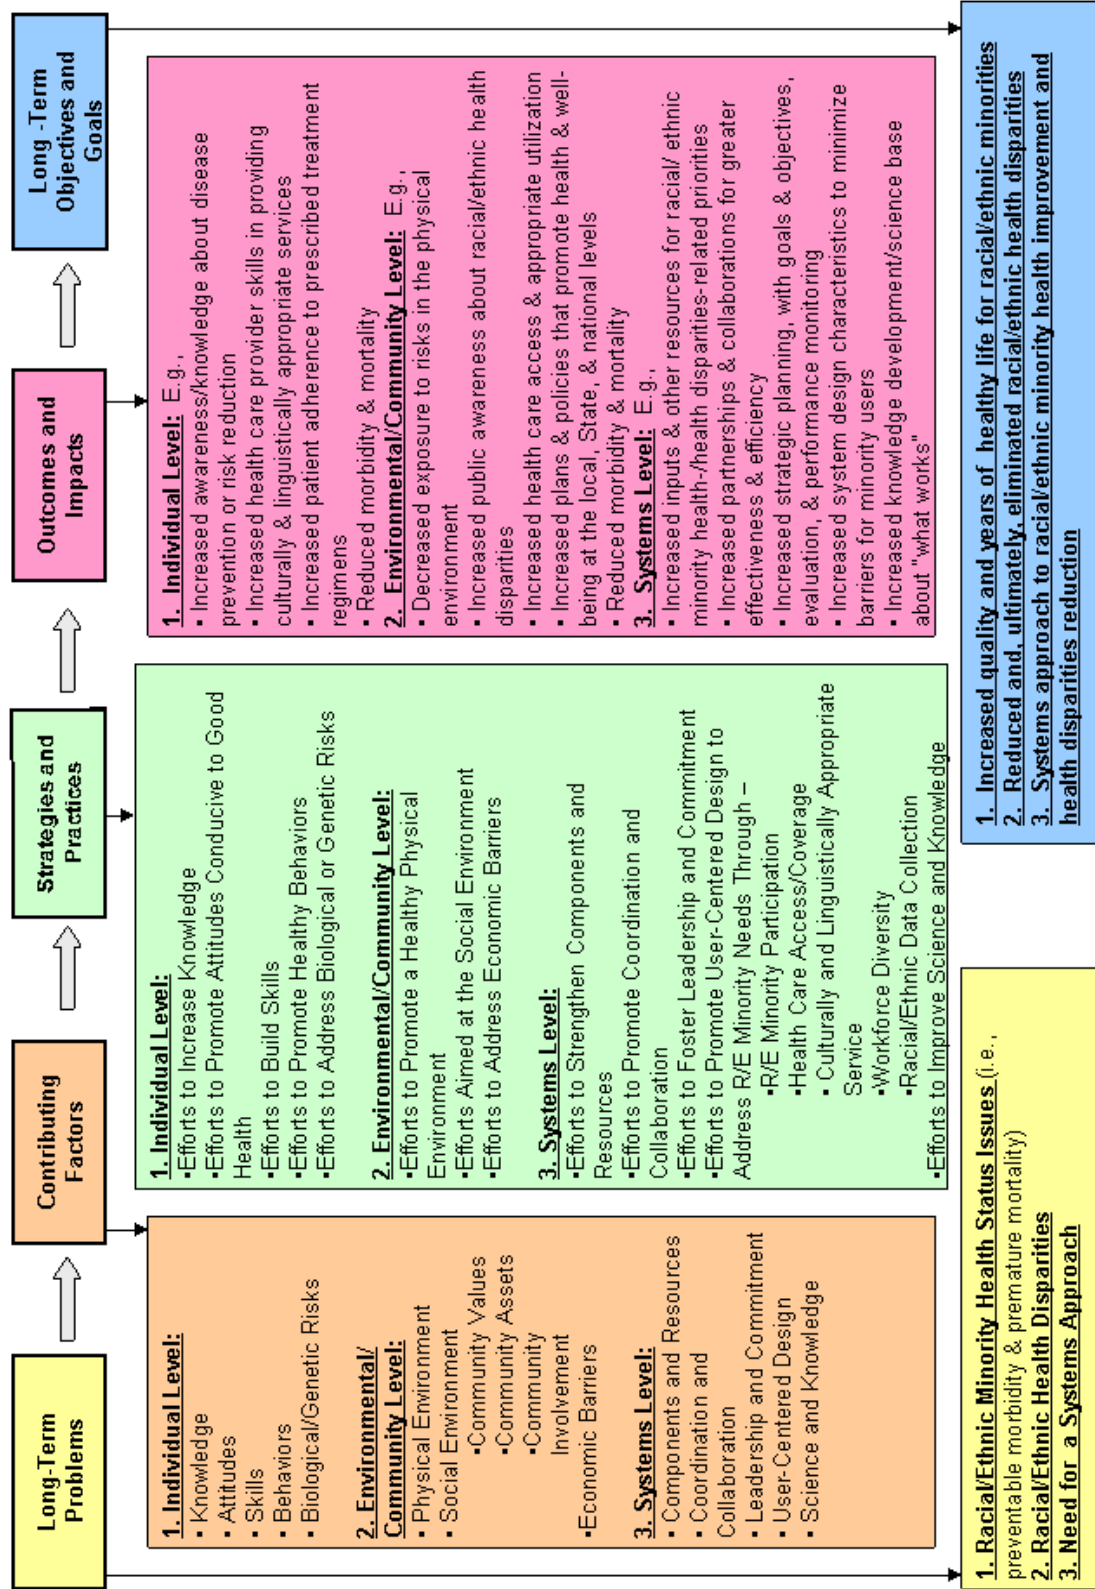 Long-Term
Problems
Contributing
Factors
Strategies and
Practices
Outcomes and
Impacts
Long -Term
Objectives and
Goals
1. Individual Level:
• Knowledge
• Attitudes
• Skills
• Behaviors
• Biological/Genetic Risks
2. Environmental/
Community Level:
• Physical Environment
• Social Environment
•Community Values
•Community Assets
•Community
Involvement
•Economic Barriers
3. Systems Level:
• Components and Resources
• Coordination and
Collaboration
• Leadership and Commitment
• User-Centered Design
• Science and Knowledge
1. Individual Level:
•Efforts to Increase Knowledge
•Efforts to Promote Attitudes Conducive to Good
Health
•Efforts to Build Skills
•Efforts to Promote Healthy Behaviors
•Efforts to Address Biological or Genetic Risks
2. Environmental/Community Level:
•Efforts to Promote a Healthy Physical
Environment
•Efforts Aimed at the Social Environment
•Efforts to Address Economic Barriers
3. Systems Level:
•Efforts to Strengthen Components and
Resources
•Efforts to Promote Coordination and
Collaboration
•Efforts to Foster Leadership and Commitment
•Efforts to Promote User-Centered Design to
Address R/E Minority Needs Through –
•R/E Minority Participation
•Health Care Access/Coverage
• Culturally and Linguistically Appropriate
Service
•Workforce Diversity
•Racial/Ethnic Data Collection
•Efforts to Improve Science and Knowledge
1. Individual Level: E.g.,
• Increased awareness/knowledge about disease
prevention or risk reduction
• Increased health care provider skills in providing
culturally & linguistically appropriate services
• Increased patient adherence to prescribed treatment
regimens
• Reduced morbidity & mortality
2. Environmental/Community Level: E.g.,
• Decreased exposure to risks in the physical
environment
• Increased public awareness about racial/ethnic health
disparities
• Increased health care access & appropriate utilization
• Increased plans & policies that promote health & well-
being at the local, State, & national levels
• Reduced morbidity & mortality
3. Systems Level: E.g.,
• Increased inputs & other resources for racial/ ethnic
minority health-/health disparities-related priorities
• Increased partnerships & collaborations for greater
effectiveness & efficiency
• Increased strategic planning, with goals & objectives,
evaluation, & performance monitoring
• Increased system design characteristics to minimize
barriers for minority users
• Increased knowledge development/science base
about "what works"
1. Racial/Ethnic Minority Health Status Issues (i.e.,
preventable morbidity & premature mortality)
2. Racial/Ethnic Health Disparities
3. Need for a Systems Approach
1. Increased quality and years of healthy life for racial/ethnic minorities
2. Reduced and, ultimately, eliminated racial/ethnic health disparities
3. Systems approach to racial/ethnic minority health improvement and
health disparities reduction